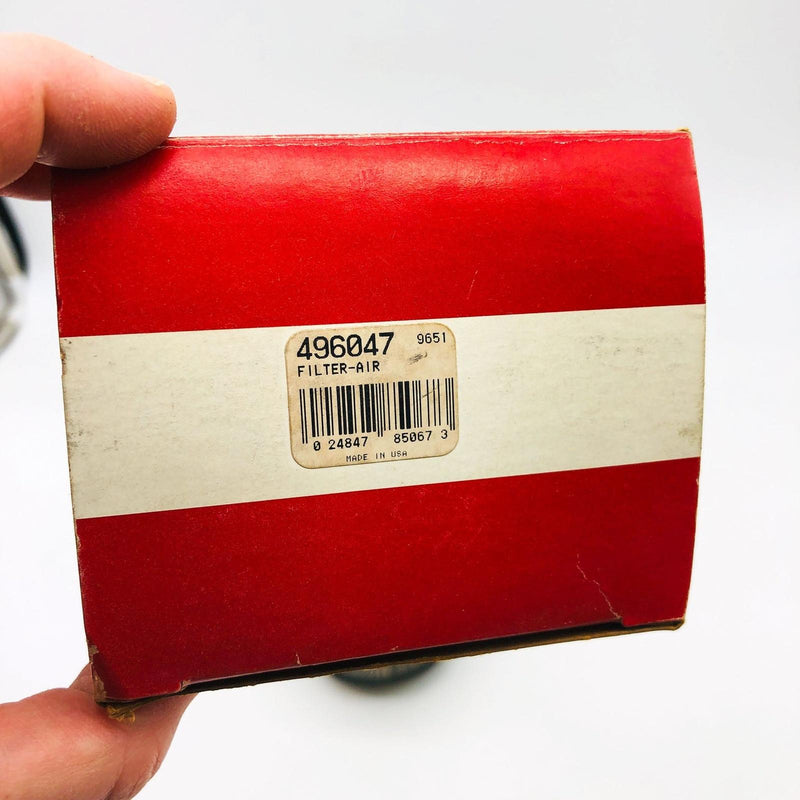 496047 9651
FILTER-AIR
0 24847 85067 3
MADE IN USA